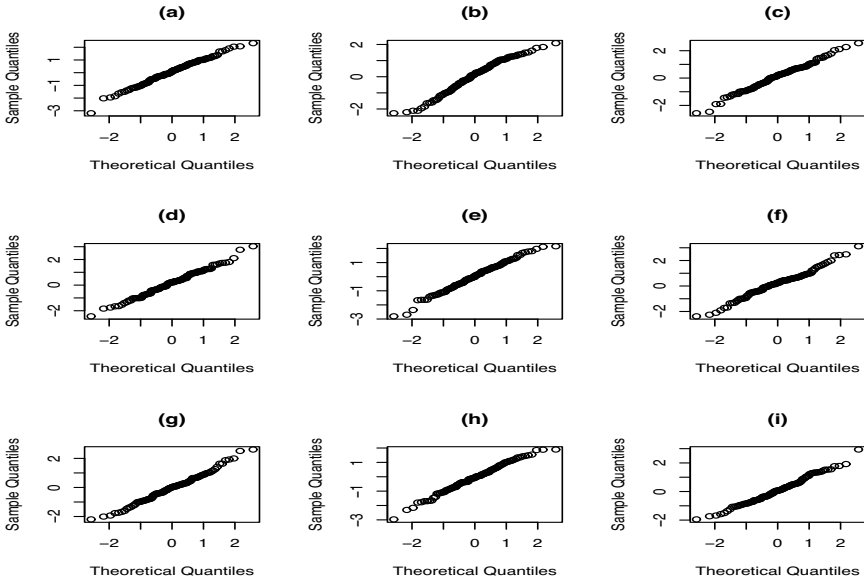 (a)
Sample Quantiles
1
−1
−3
−2 0 1 2
Theoretical Quantiles
(b)
Sample Quantiles
2
0
−2
−2 0 1 2
Theoretical Quantiles
(c)
Sample Quantiles
2
0
−2
−2 0 1 2
Theoretical Quantiles
(d)
Sample Quantiles
2
0
−2
−2 0 1 2
Theoretical Quantiles
(e)
Sample Quantiles
1
−1
−3
−2 0 1 2
Theoretical Quantiles
(f)
Sample Quantiles
2
0
−2
−2 0 1 2
Theoretical Quantiles
(g)
Sample Quantiles
2
0
−2
−2 0 1 2
Theoretical Quantiles
(h)
Sample Quantiles
1
−1
−3
−2 0 1 2
Theoretical Quantiles
(i)
Sample Quantiles
2
0
−2
−2 0 1 2
Theoretical Quantiles